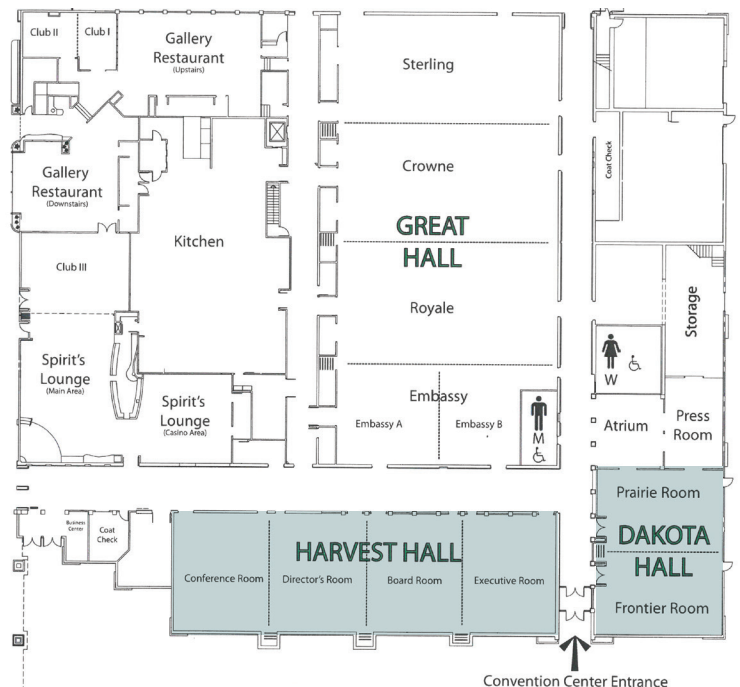 Club II
Club I
Gallery
Restaurant
(Upstairs)
Sterling
Crowne
Coat Check
Gallery
Restaurant
(Downstairs)
Kitchen
GREAT
HALL
Club III
Royale
Storage
Spirit's
Lounge
(Main Area)
Spirit's
Lounge
(Casino Area)
Embassy
Embassy A
Embassy B
M
W
Atrium
Press
Room
Prairie Room
DAKOTA
HALL
Frontier Room
Business
Center
Coat
Check
HARVEST HALL
Conference Room
Director's Room
Board Room
Executive Room
Convention Center Entrance